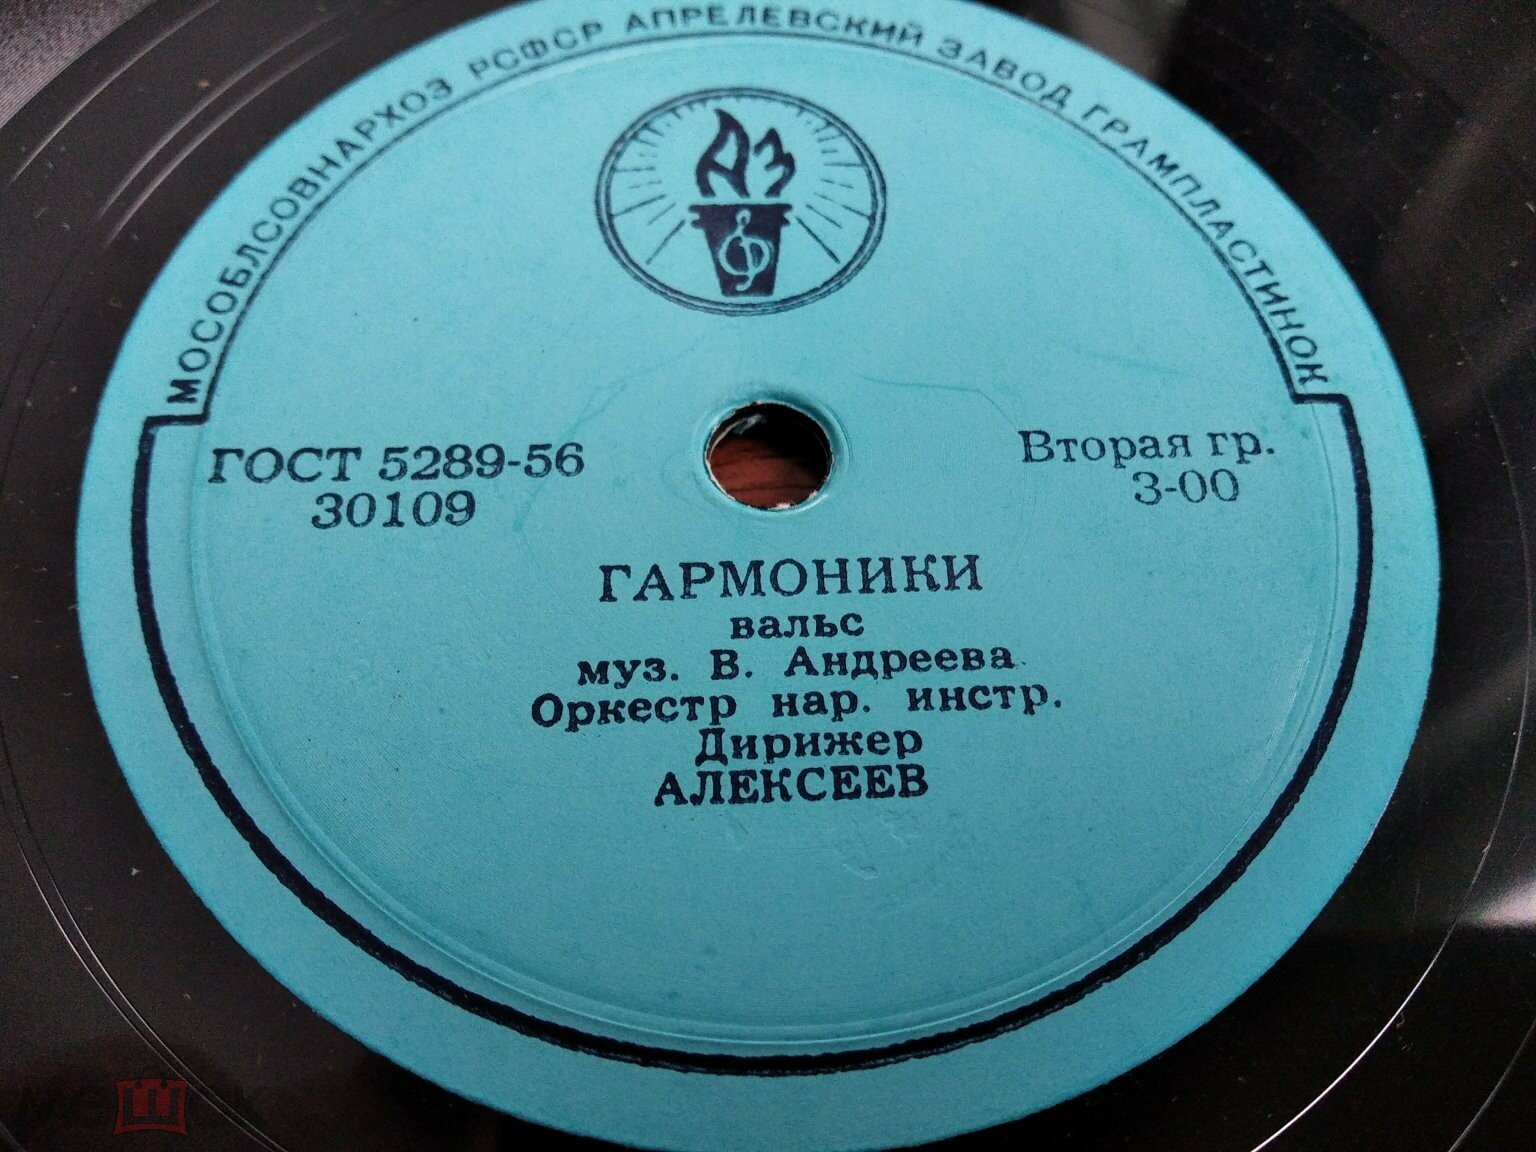 МОСОБЛСОВНАРХОЗ РСФСР АПРЕЛЕВСКИЙ ЗАВОД ГРАМПЛАСТИНОК
АЗ
ГОСТ 5289-56
30109
Вторая гр.
3-00
ГАРМОНИКИ
вальс
муз. В. Андреева
Оркестр нар. инстр.
Дирижер
АЛЕКСЕЕВ